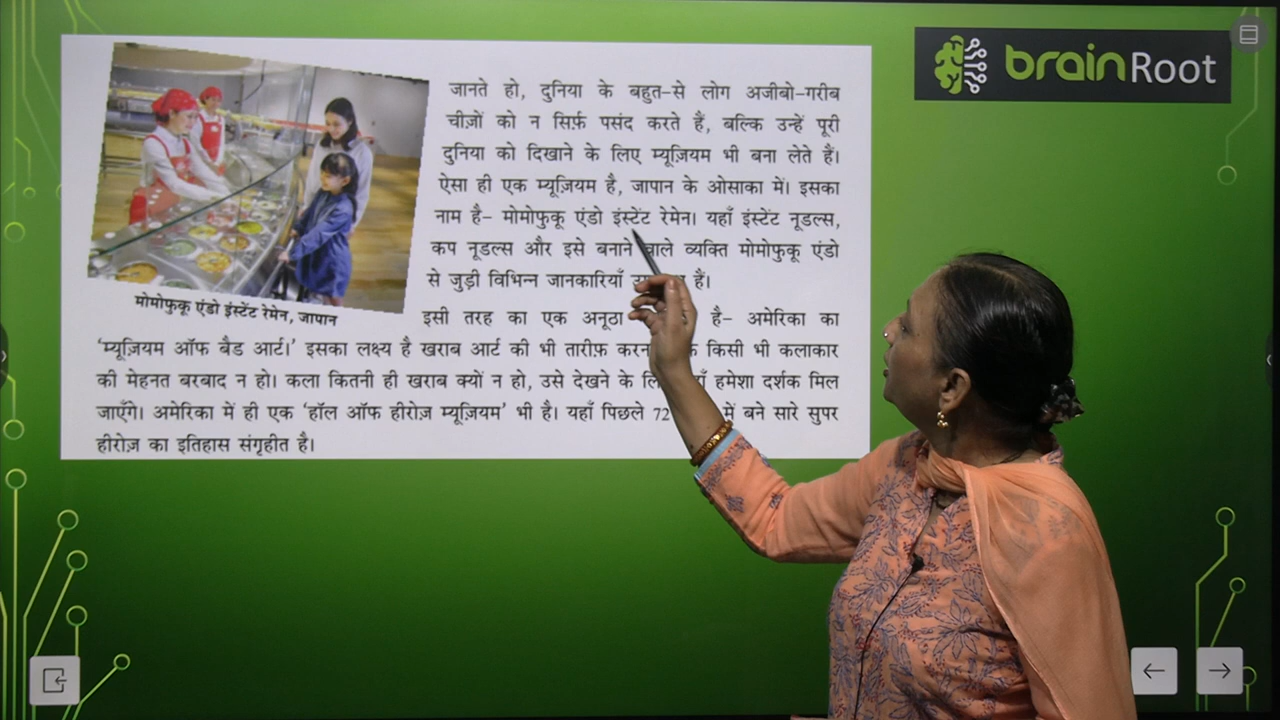 brainRoot
जानते हो, दुनिया के बहुत-से लोग अजीबो-गरीब
चीज़ों को न सिर्फ़ पसंद करते हैं, बल्कि उन्हें पूरी
दुनिया को दिखाने के लिए म्यूज़ियम भी बना लेते हैं।
ऐसा ही एक म्यूज़ियम है, जापान के ओसाका में। इसका
नाम है- मोमोफुकू एंडो इंस्टेंट रेमेन। यहाँ इंस्टेंट नूडल्स,
कप नूडल्स और इसे बनाने वाले व्यक्ति मोमोफुकू एंडो
से जुड़ी विभिन्न जानकारियाँ हैं।
मोमोफुकू एंडो इंस्टेंट रेमेन, जापान
इसी तरह का एक अनूठा है- अमेरिका का
'म्यूज़ियम ऑफ बैड आर्ट।' इसका लक्ष्य है खराब आर्ट की भी तारीफ़ किसी भी कलाकार
की मेहनत बरबाद न हो। कला कितनी ही खराब क्यों न हो, उसे देखने के हमेशा दर्शक मिल
जाएँगे। अमेरिका में ही एक 'हॉल ऑफ हीरोज़ म्यूज़ियम' भी है। यहाँ पिछले 72 में बने सारे सुपर
हीरोज़ का इतिहास संगृहीत है।